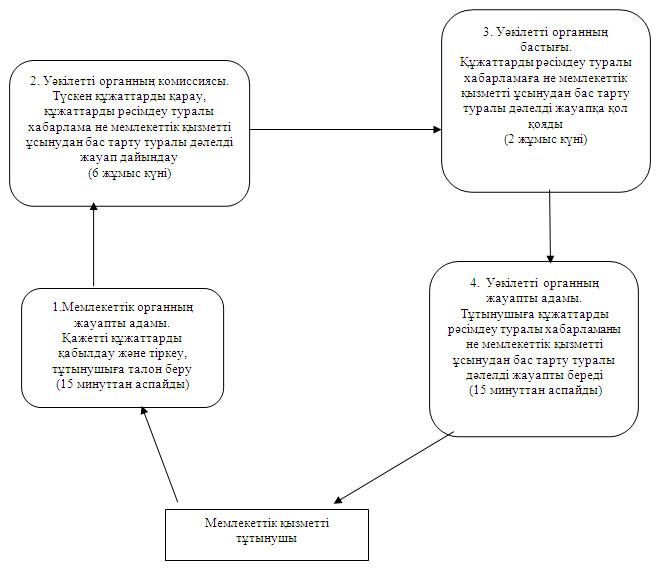 1.Мемлекеттік органның
жауапты адамы.
Қажетті құжаттарды
қабылдау және тіркеу,
тұтынушыға талон беру
(15 минуттан аспайды)
2. Уәкілетті органның комиссиясы.
Түскен құжаттарды қарау,
құжаттарды рәсімдеу туралы
хабарлама не мемлекеттік қызметті
ұсынудан бас тарту туралы дәлелді
жауап дайындау
(6 жұмыс күні)
3. Уәкілетті органның
бастығы.
Құжаттарды рәсімдеу туралы
хабарламаға не мемлекеттік
қызметті ұсынудан бас тарту
туралы дәлелді жауапқа қол
қояды
(2 жұмыс күні)
4. Уәкілетті органның
жауапты адамы.
Тұтынушыға құжаттарды
рәсімдеу туралы хабарламаны
не мемлекеттік қызметті
ұсынудан бас тарту туралы
дәлелді жауапты береді
(15 минуттан аспайды)
Мемлекеттік қызметті
тұтынушы